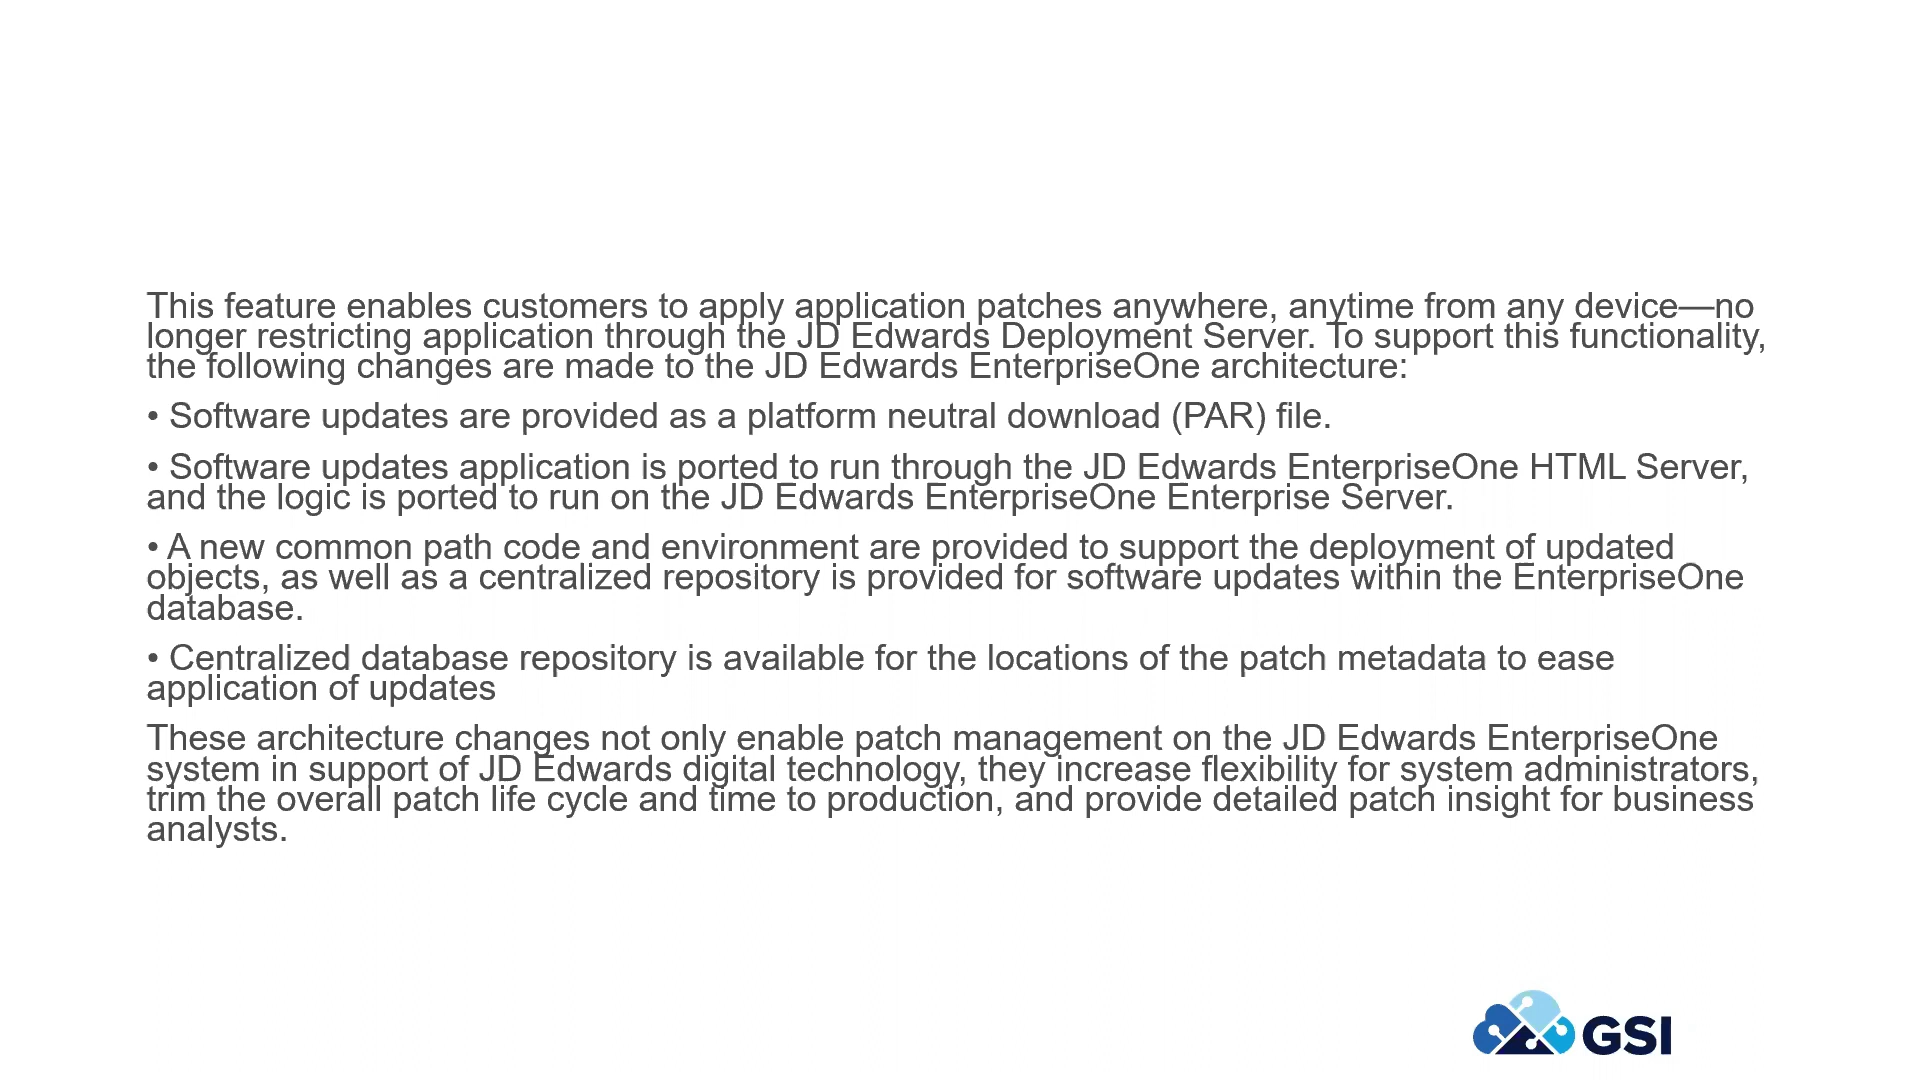 This feature enables customers to apply application patches anywhere, anytime from any device—no
longer restricting application through the JD Edwards Deployment Server. To support this functionality,
the following changes are made to the JD Edwards EnterpriseOne architecture:
• Software updates are provided as a platform neutral download (PAR) file.
• Software updates application is ported to run through the JD Edwards EnterpriseOne HTML Server,
and the logic is ported to run on the JD Edwards EnterpriseOne Enterprise Server.
• A new common path code and environment are provided to support the deployment of updated
objects, as well as a centralized repository is provided for software updates within the EnterpriseOne
database.
• Centralized database repository is available for the locations of the patch metadata to ease
application of updates
These architecture changes not only enable patch management on the JD Edwards EnterpriseOne
system in support of JD Edwards digital technology, they increase flexibility for system administrators,
trim the overall patch life cycle and time to production, and provide detailed patch insight for business
analysts.
GSI